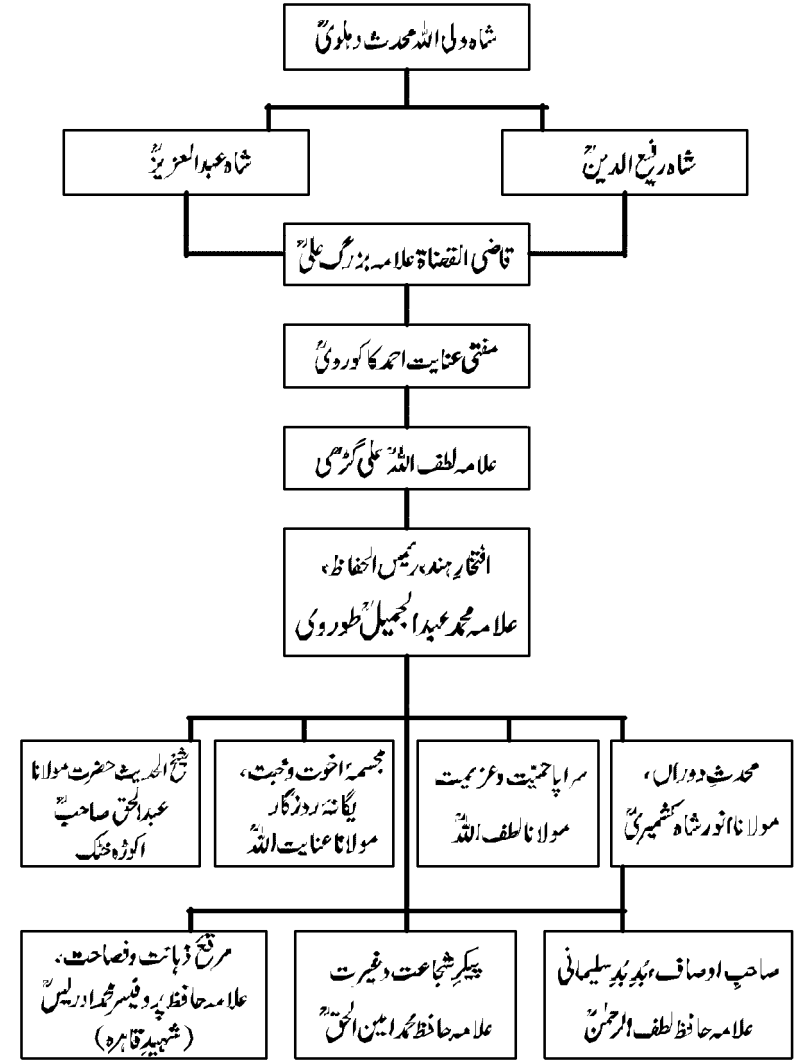 شاہ ولی اللہ محدث دہلویؒ
شاہ رفیع الدینؒ
شاہ عبدالعزیزؒ
قاضی القضاۃ علامہ بزرگ علیؒ
مفتی عنایت احمد کاکورویؒ
علامہ لطف اللہؒ علی گڑھی
افتخارِ ہند، رئیس الحفاظ،
علامہ محمد عبدالجمیلؒ طوروی
محدثِ دوراں،
مولانا انور شاہ کشمیریؒ
سراپا حمیّت و عزیمت
مولانا لطف اللہؒ
مجسمۂ اخوت و محبت،
یگانۂ روزگار
مولانا عنایت اللہؒ
شیخ الحدیث حضرت مولانا
عبدالحق صاحبؒ
اکوڑہ خٹک
صاحبِ اوصاف، ہُدہُدِ سلیمانی
علامہ حافظ لطف الرحمٰنؒ
پیکرِ شجاعت و غیرت
علامہ حافظ محمد امین الحقؒ
مرقعِ ذہانت و فصاحت،
علامہ حافظ پروفیسر محمد ادریسؒ
(شہیدِ قاہرہ)